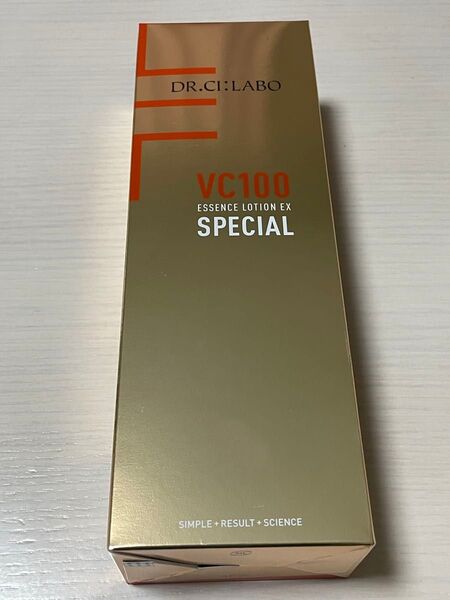 DR.CI:LABO
VC100
ESSENCE LOTION EX
SPECIAL
SIMPLE+RESULT+SCIENCE